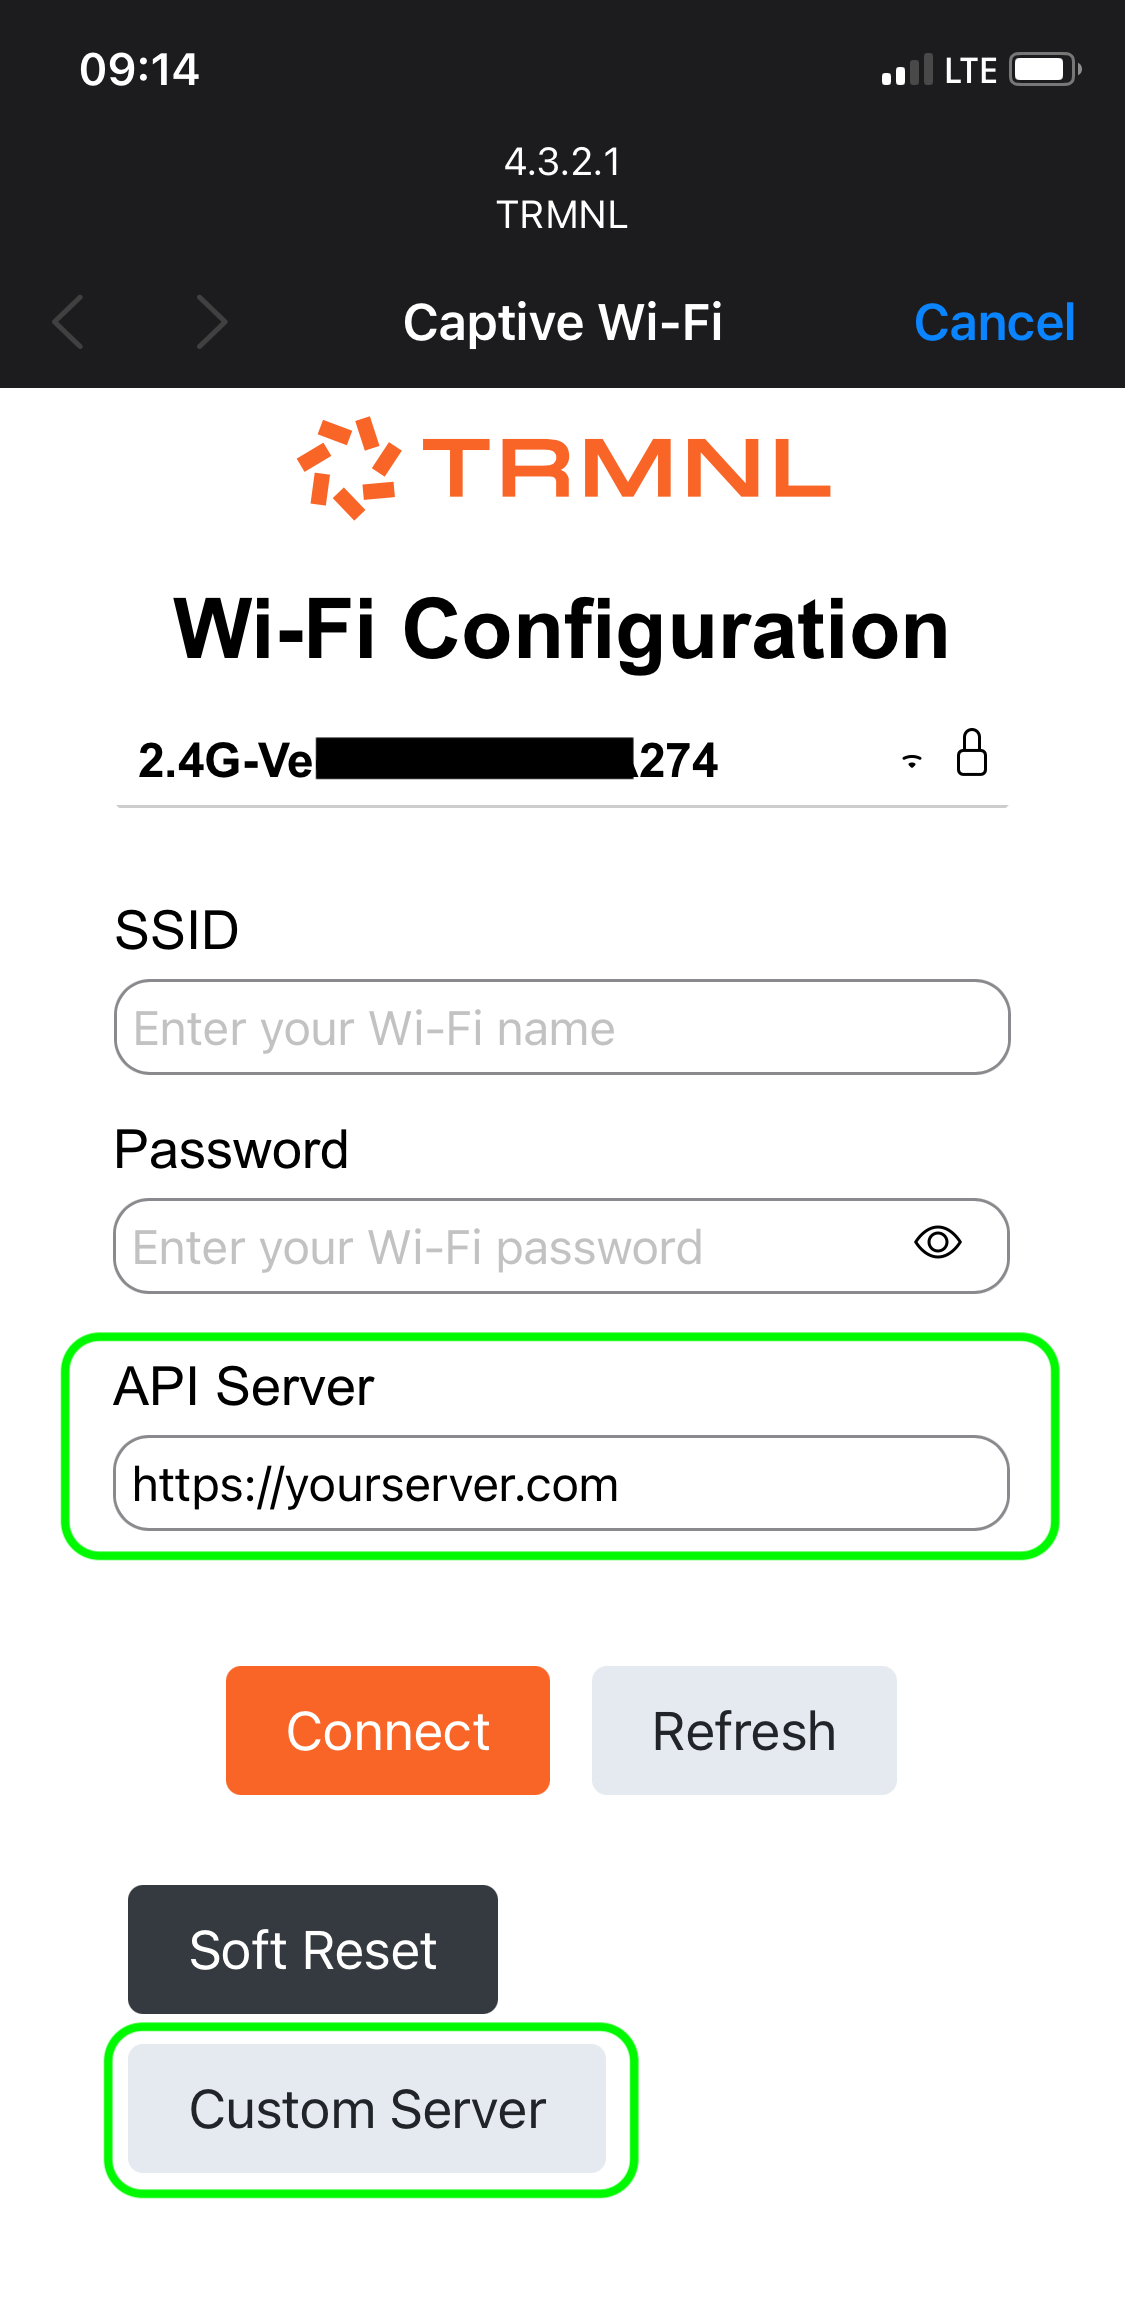 09:14
LTE
4.3.2.1
TRMNL
Captive Wi-Fi
Cancel
TRMNL
Wi-Fi Configuration
2.4G-Ve 274
SSID
Enter your Wi-Fi name
Password
Enter your Wi-Fi password
API Server
https://yourserver.com
Connect
Refresh
Soft Reset
Custom Server